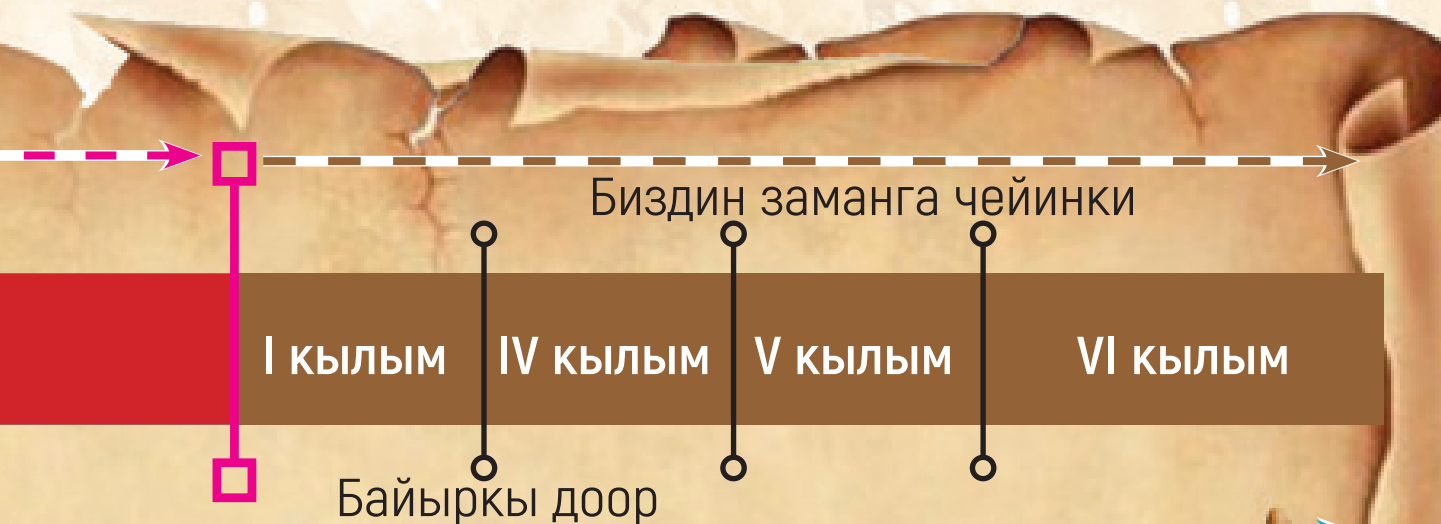 Биздин заманга чейинки
I кылым IV кылым V кылым VI кылым
Байыркы доор